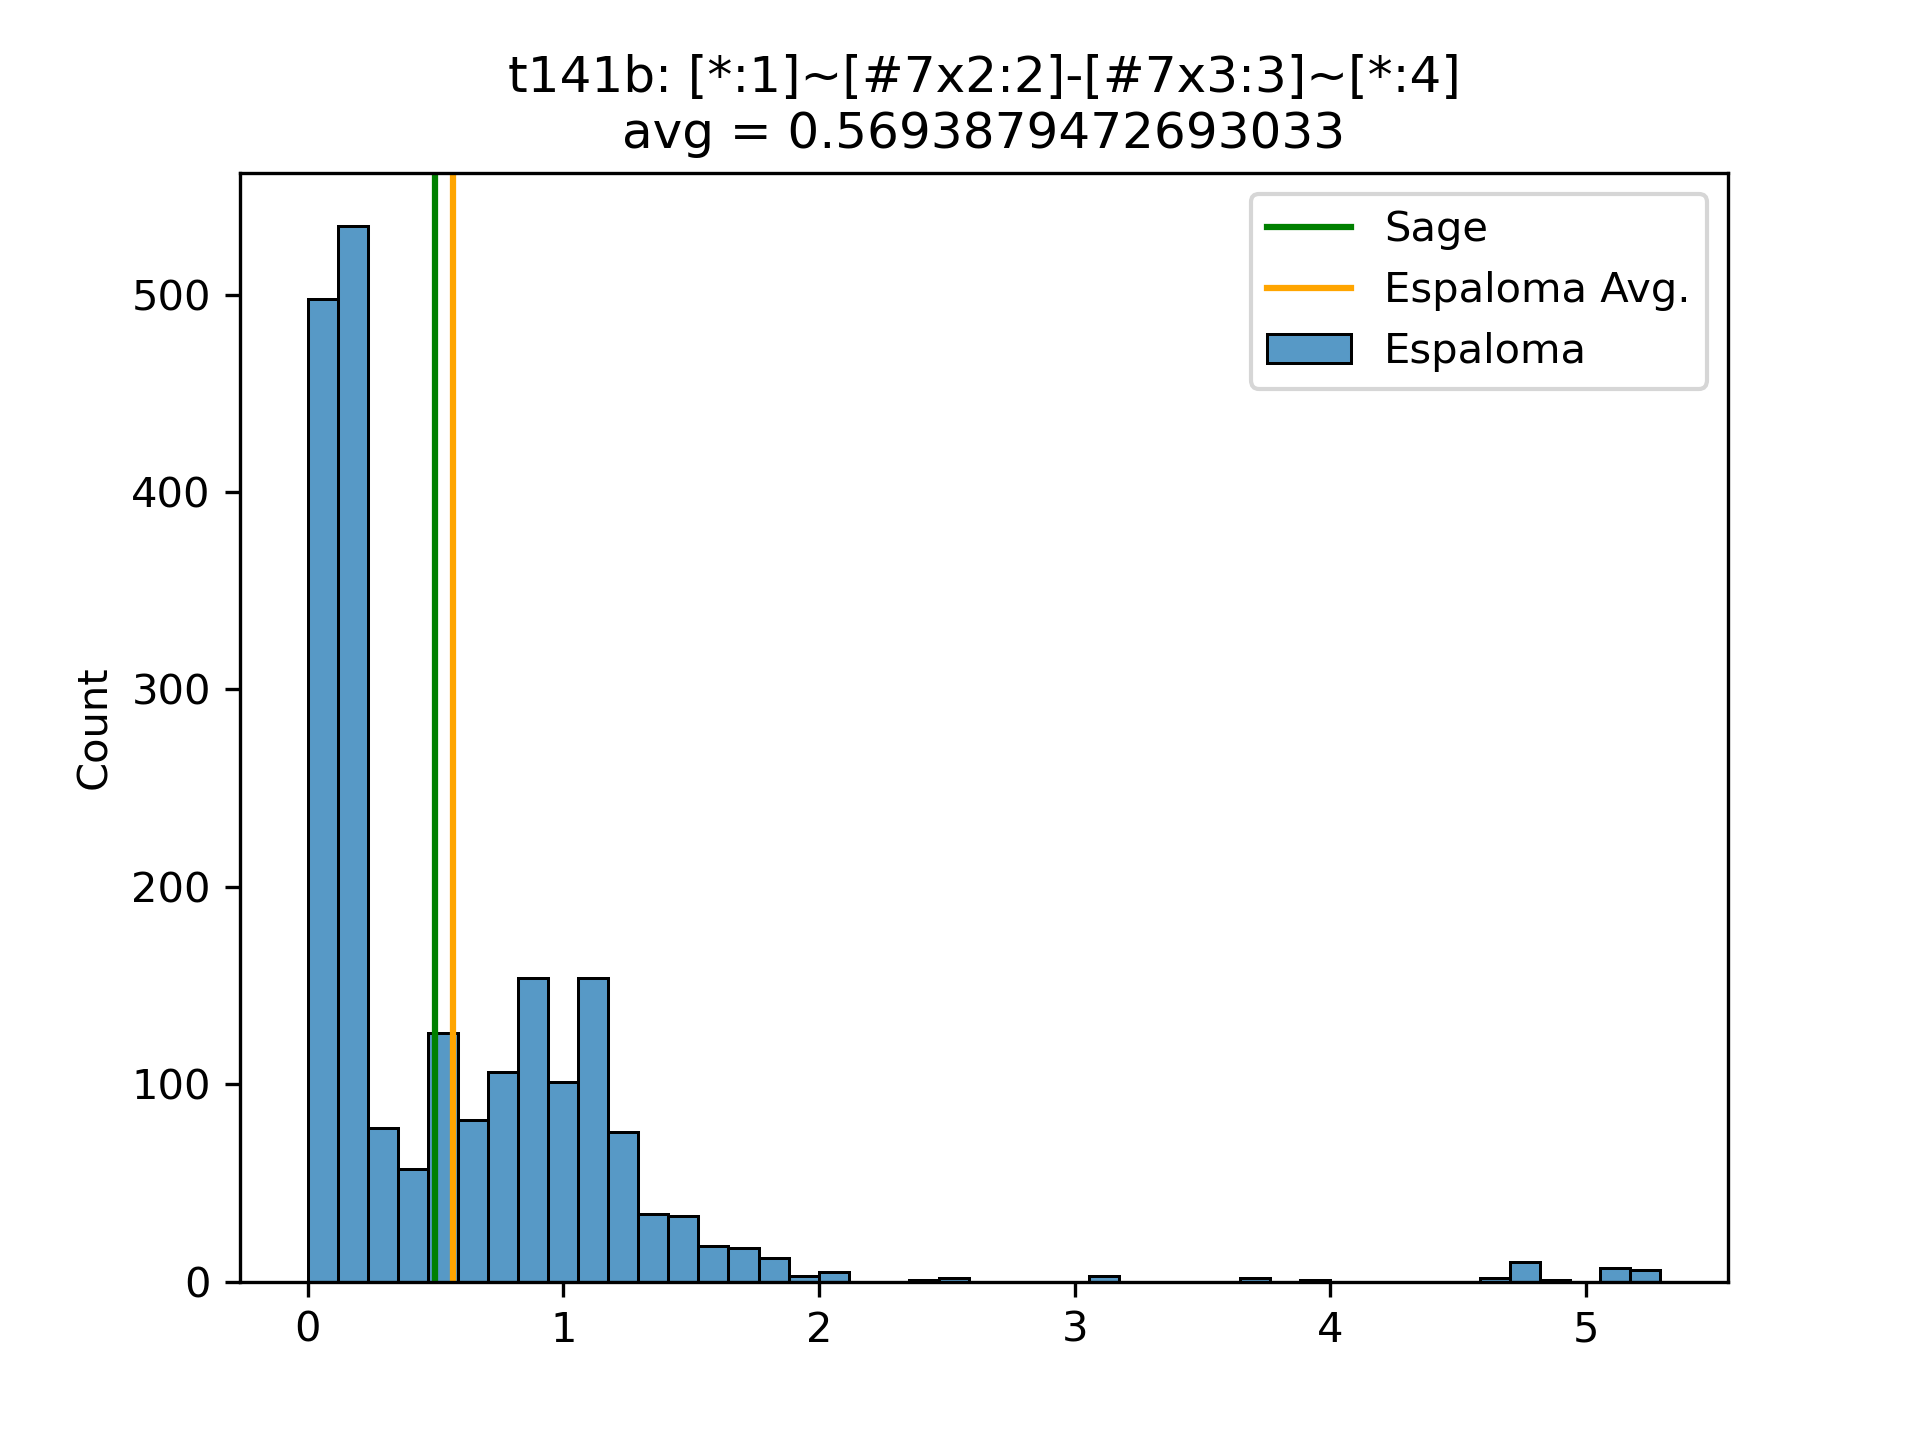 t141b: [*:1]~[#7x2:2]-[#7x3:3]~[*:4]
avg = 0.5693879472693033
Sage
Espaloma Avg.
Espaloma
Count
500
400
300
200
100
0
0 1 2 3 4 5